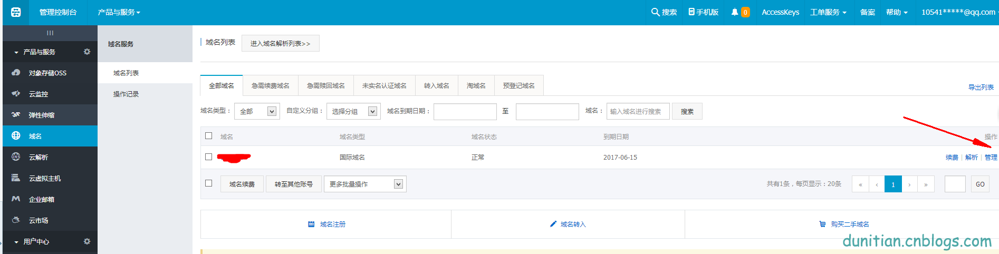 云 管理控制台 产品与服务 搜索 手机版 0 AccessKeys 工单服务 备案 帮助 10541*****@qq.com
产品与服务
对象存储OSS
云监控
弹性伸缩
域名
DNS 云解析
云虚拟主机
企业邮箱
云市场
用户中心
域名服务
域名列表
操作记录
域名列表 进入域名解析列表>>
全部域名 急需续费域名 急需赎回域名 未实名认证域名 转入域名 淘域名 预登记域名 导出列表
域名类型： 全部 自定义分组： 选择分组 域名到期日期： 至 域名： 输入域名进行搜索 搜索
域名 域名类型 域名状态 到期日期 操作
国际域名 正常 2017-06-15 续费 | 解析 | 管理
域名续费 转至其他账号 更多批量操作 共有1条，每页显示：20条 « ‹ 1 › » GO
域名注册 域名转入 购买二手域名
dunitian.cnblogs.com